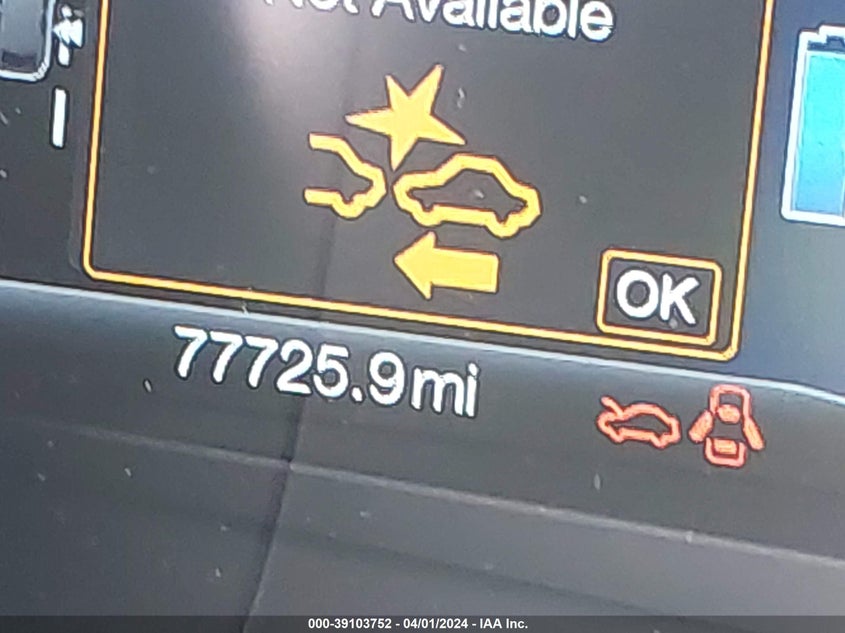 Not Available
OK
77725.9mi
000-39103752 - 04/01/2024 - IAA Inc.